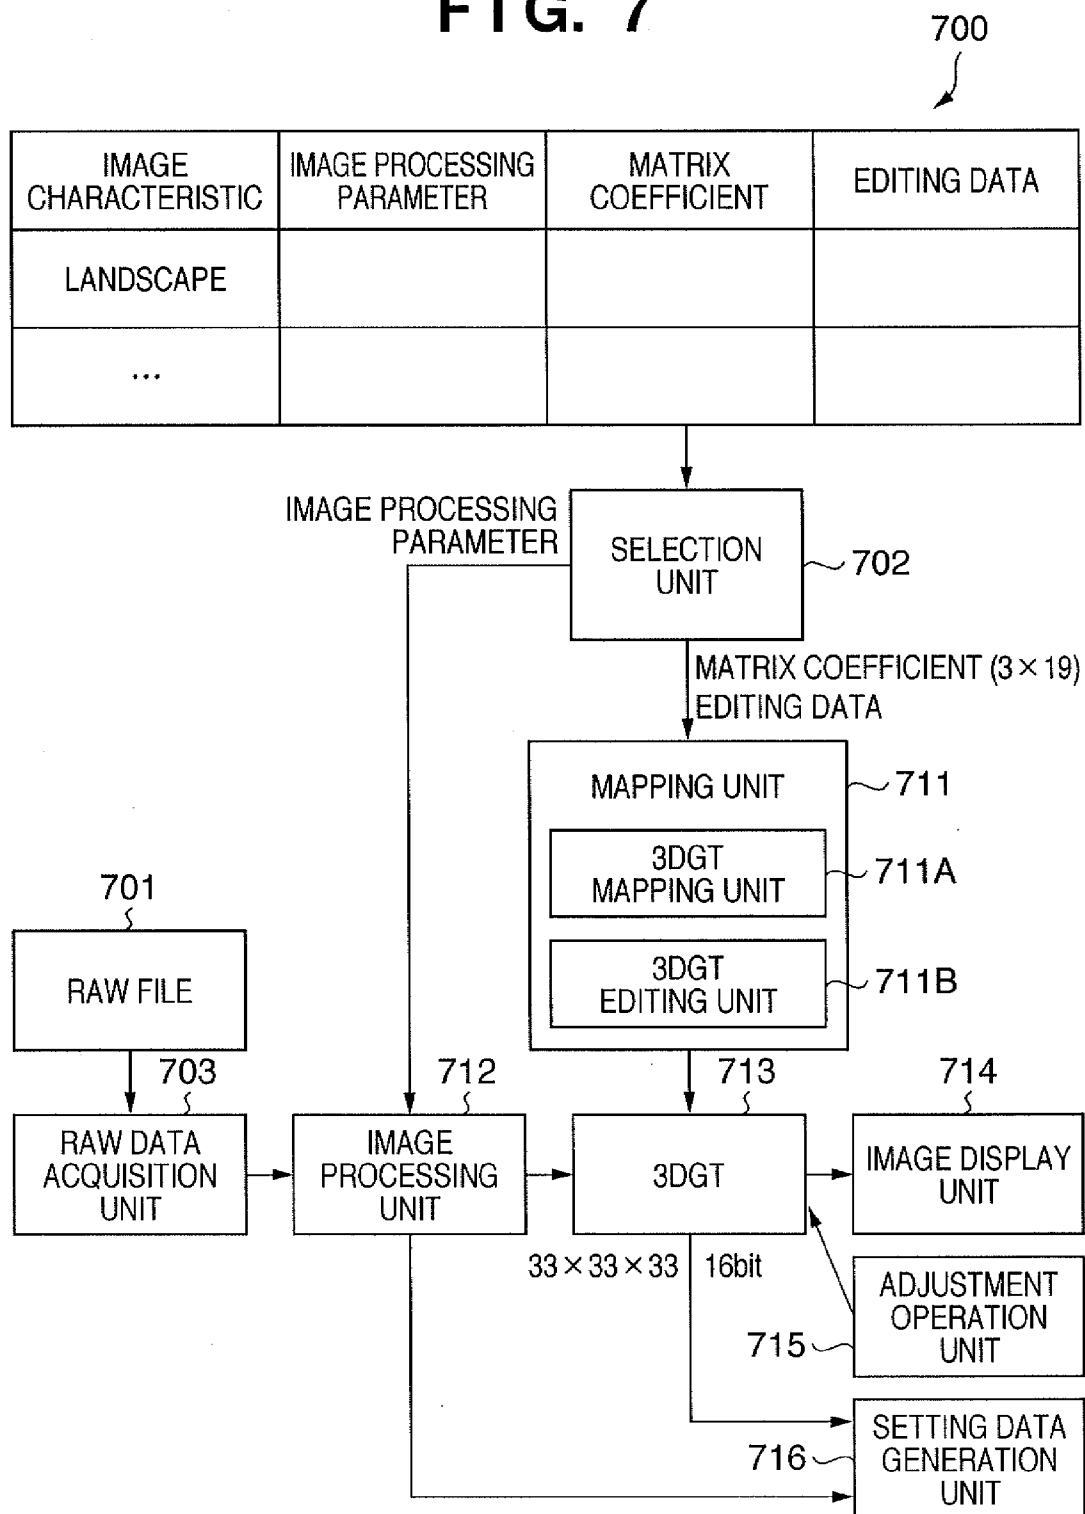 FIG. 7
700
IMAGE CHARACTERISTIC
IMAGE PROCESSING PARAMETER
MATRIX COEFFICIENT
EDITING DATA
LANDSCAPE
...
IMAGE PROCESSING
PARAMETER
SELECTION
UNIT
702
MATRIX COEFFICIENT (3×19)
EDITING DATA
MAPPING UNIT
711
3DGT
MAPPING UNIT
711A
3DGT
EDITING UNIT
711B
701
RAW FILE
703
RAW DATA
ACQUISITION
UNIT
712
IMAGE
PROCESSING
UNIT
713
3DGT
714
IMAGE DISPLAY
UNIT
33×33×33
16bit
ADJUSTMENT
OPERATION
UNIT
715
SETTING DATA
GENERATION
UNIT
716